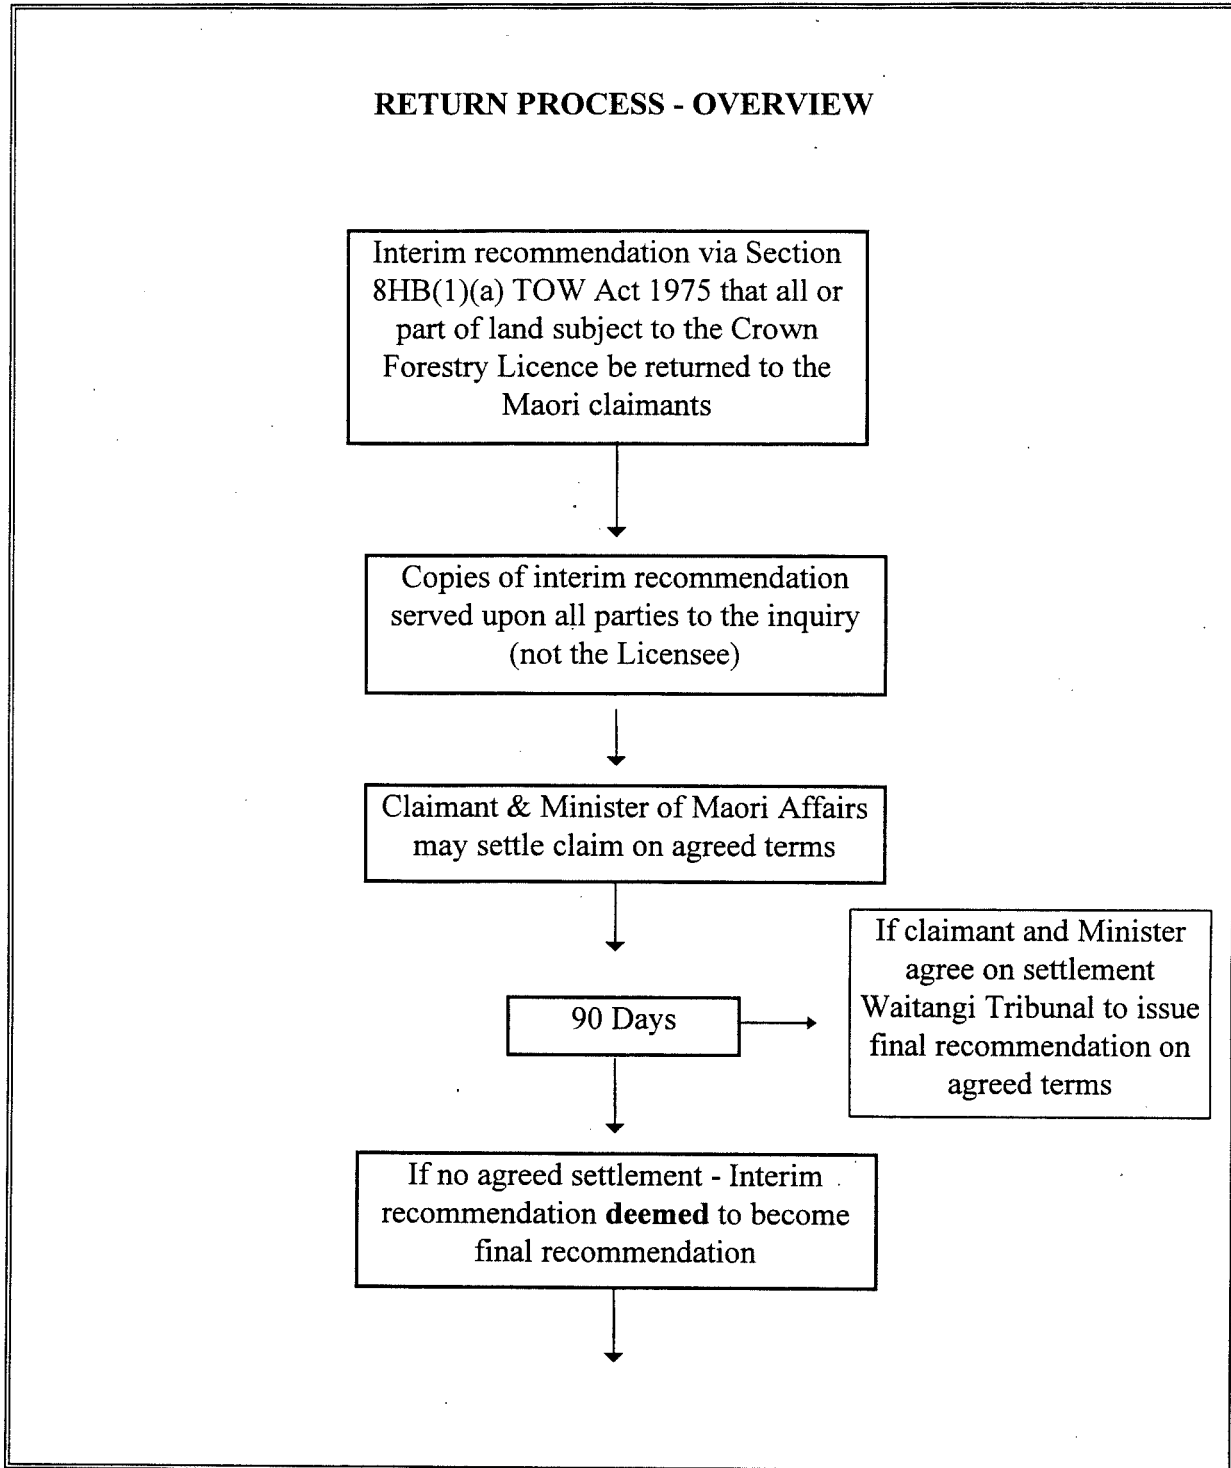 RETURN PROCESS - OVERVIEW
Interim recommendation via Section
8HB(1)(a) TOW Act 1975 that all or
part of land subject to the Crown
Forestry Licence be returned to the
Maori claimants
Copies of interim recommendation
served upon all parties to the inquiry
(not the Licensee)
Claimant & Minister of Maori Affairs
may settle claim on agreed terms
90 Days
If claimant and Minister
agree on settlement
Waitangi Tribunal to issue
final recommendation on
agreed terms
If no agreed settlement - Interim
recommendation deemed to become
final recommendation